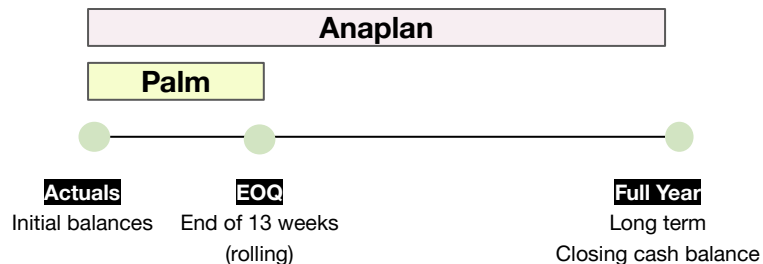 Anaplan
Palm
Actuals
Initial balances
EOQ
End of 13 weeks
(rolling)
Full Year
Long term
Closing cash balance